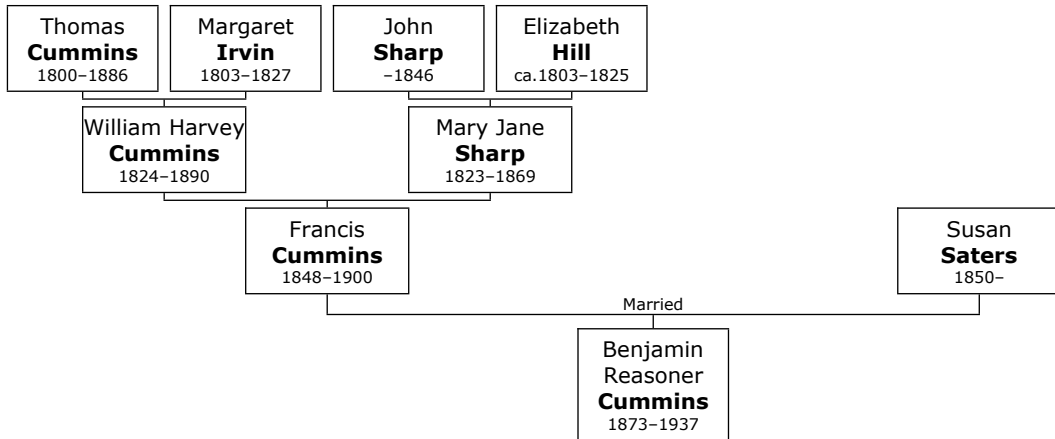 Thomas
Cummins
1800–1886
Margaret
Irvin
1803–1827
John
Sharp
–1846
Elizabeth
Hill
ca.1803–1825
William Harvey
Cummins
1824–1890
Mary Jane
Sharp
1823–1869
Francis
Cummins
1848–1900
Susan
Saters
1850–
Married
Benjamin
Reasoner
Cummins
1873–1937